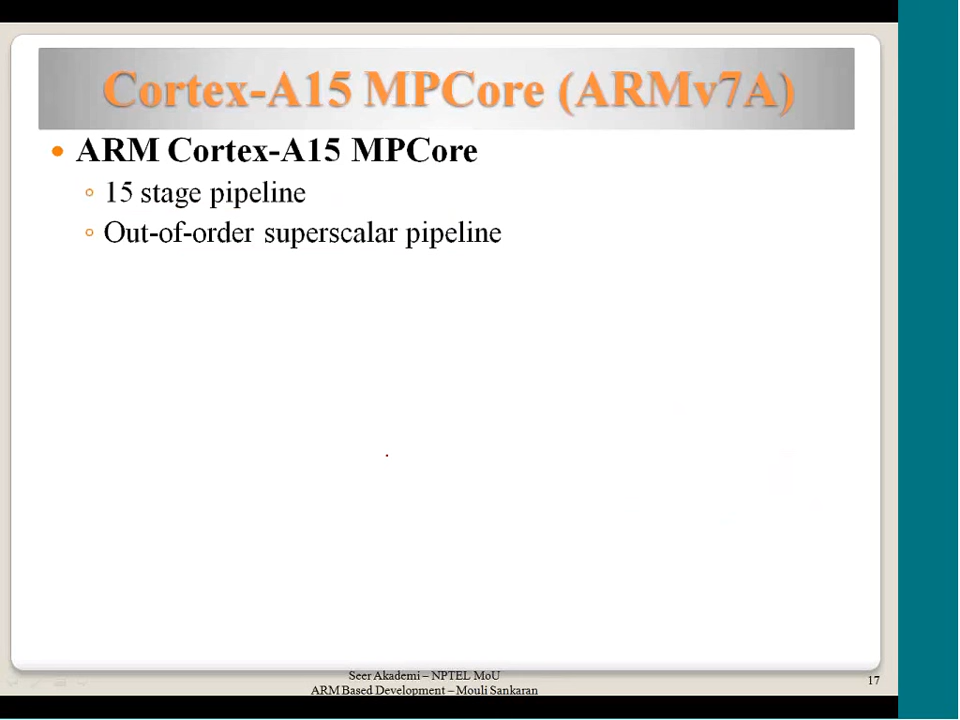 Cortex-A15 MPCore (ARMv7A)
ARM Cortex-A15 MPCore
15 stage pipeline
Out-of-order superscalar pipeline
Seer Akademi – NPTEL MoU
ARM Based Development – Mouli Sankaran
17